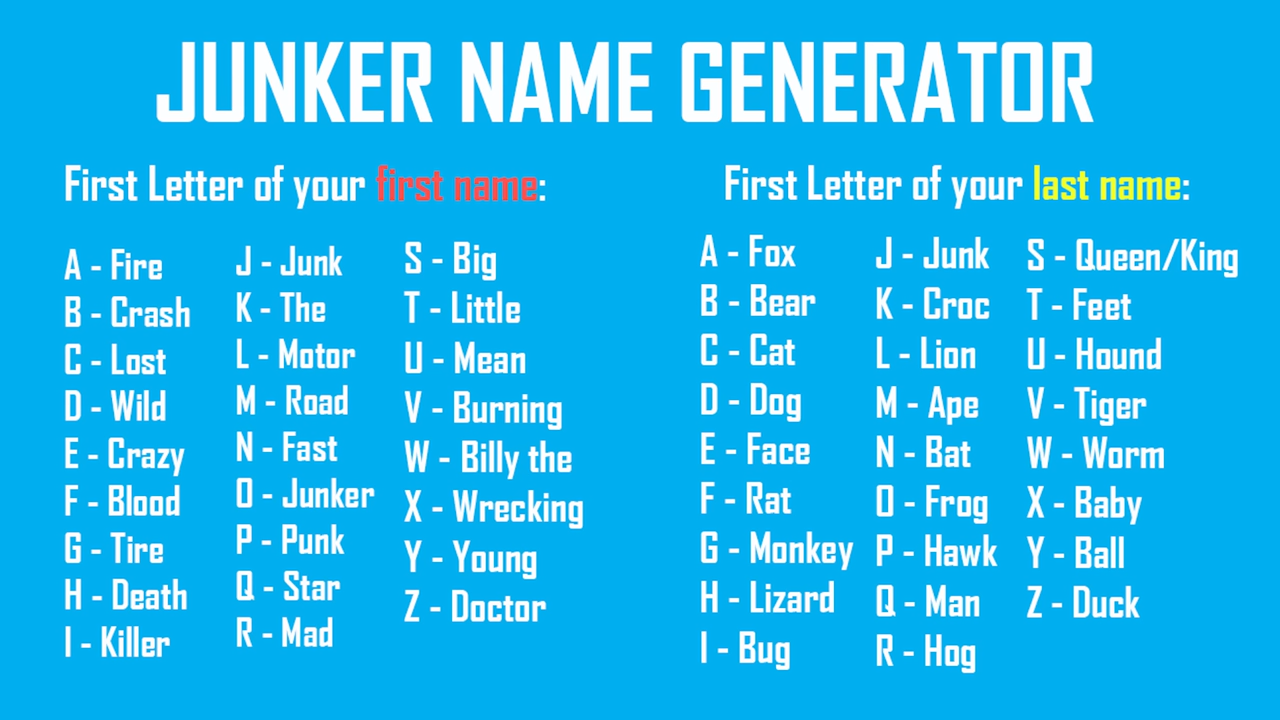 JUNKER NAME GENERATOR
First Letter of your first name:
A - Fire
B - Crash
C - Lost
D - Wild
E - Crazy
F - Blood
G - Tire
H - Death
I - Killer
J - Junk
K - The
L - Motor
M - Road
N - Fast
O - Junker
P - Punk
Q - Star
R - Mad
S - Big
T - Little
U - Mean
V - Burning
W - Billy the
X - Wrecking
Y - Young
Z - Doctor
First Letter of your last name:
A - Fox
B - Bear
C - Cat
D - Dog
E - Face
F - Rat
G - Monkey
H - Lizard
I - Bug
J - Junk
K - Croc
L - Lion
M - Ape
N - Bat
O - Frog
P - Hawk
Q - Man
R - Hog
S - Queen/King
T - Feet
U - Hound
V - Tiger
W - Worm
X - Baby
Y - Ball
Z - Duck